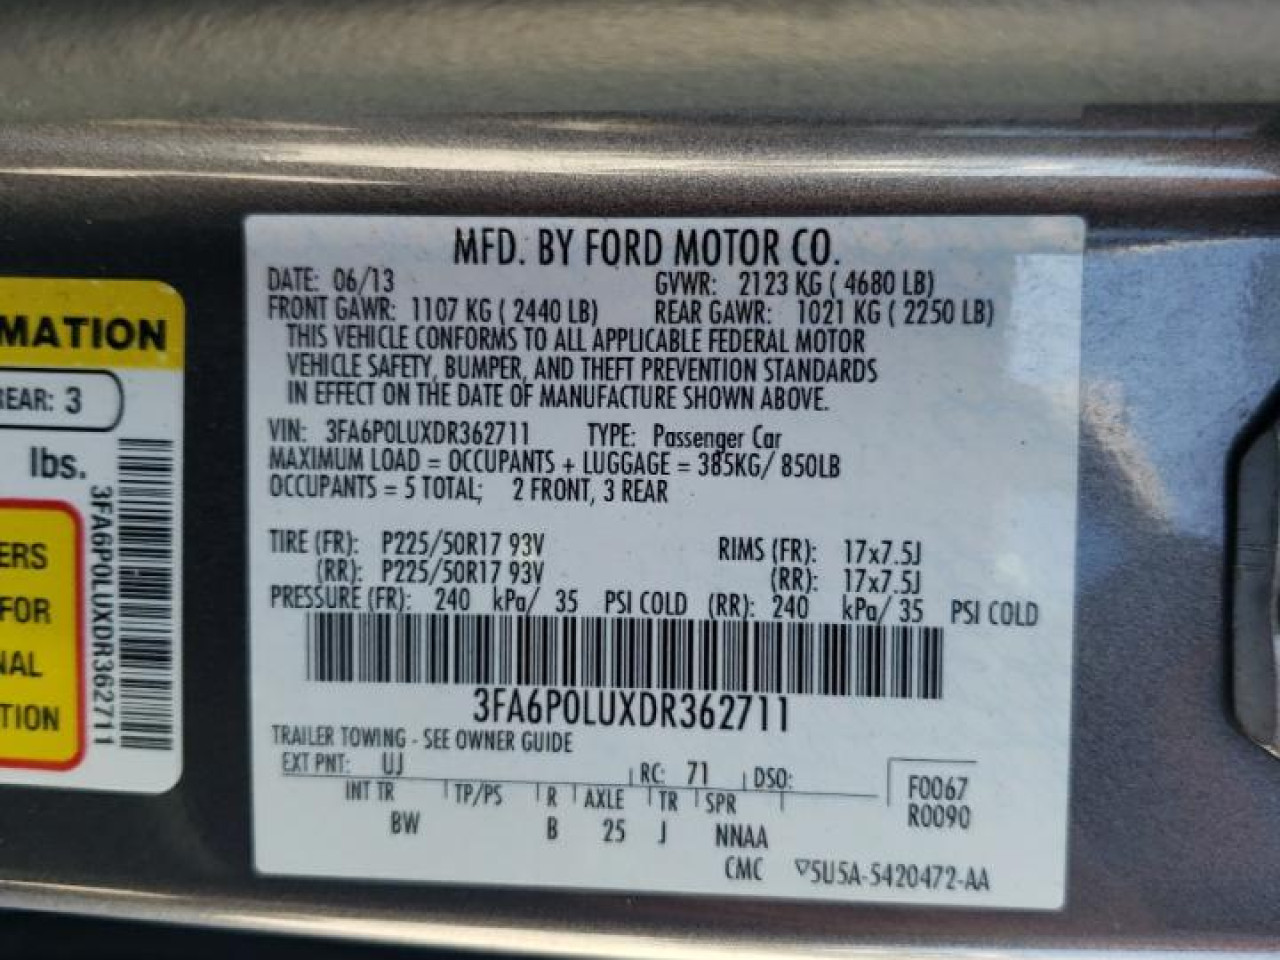 MATION
REAR: 3
lbs.
3FA6P0LUXDR362711
ERS
FOR
NAL
TION
MFD. BY FORD MOTOR CO.
DATE: 06/13 GVWR: 2123 KG ( 4680 LB)
FRONT GAWR: 1107 KG ( 2440 LB) REAR GAWR: 1021 KG ( 2250 LB)
THIS VEHICLE CONFORMS TO ALL APPLICABLE FEDERAL MOTOR
VEHICLE SAFETY, BUMPER, AND THEFT PREVENTION STANDARDS
IN EFFECT ON THE DATE OF MANUFACTURE SHOWN ABOVE.
VIN: 3FA6P0LUXDR362711 TYPE: Passenger Car
MAXIMUM LOAD = OCCUPANTS + LUGGAGE = 385KG/ 850LB
OCCUPANTS = 5 TOTAL; 2 FRONT, 3 REAR
TIRE (FR): P225/50R17 93V RIMS (FR): 17x7.5J
(RR): P225/50R17 93V (RR): 17x7.5J
PRESSURE (FR): 240 kPa/ 35 PSI COLD (RR): 240 kPa/ 35 PSI COLD
3FA6P0LUXDR362711
TRAILER TOWING - SEE OWNER GUIDE
EXT PNT: UJ RC: 71 DSO:
INT TR TP/PS R AXLE TR SPR
BW B 25 J NNAA
F0067
R0090
CMC ▽5U5A-5420472-AA